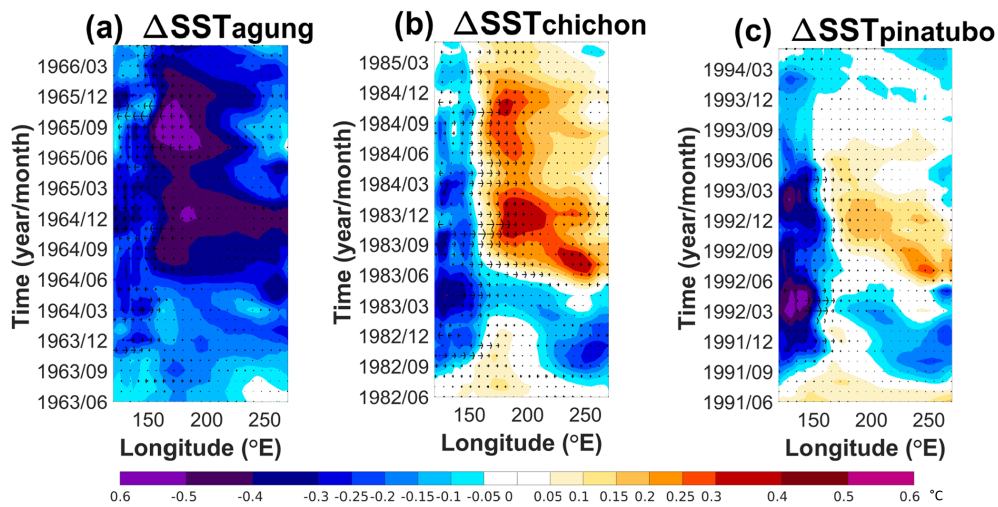 (a) ΔSSTagung
Time (year/month)
1966/03
1965/12
1965/09
1965/06
1965/03
1964/12
1964/09
1964/06
1964/03
1963/12
1963/09
1963/06
150 200 250
Longitude (°E)
(b) ΔSSTchichon
Time (year/month)
1985/03
1984/12
1984/09
1984/06
1984/03
1983/12
1983/09
1983/06
1983/03
1982/12
1982/09
1982/06
150 200 250
Longitude (°E)
(c) ΔSSTpinatubo
Time (year/month)
1994/03
1993/12
1993/09
1993/06
1993/03
1992/12
1992/09
1992/06
1992/03
1991/12
1991/09
1991/06
150 200 250
Longitude (°E)
0.6 -0.5 -0.4 -0.3 -0.25 -0.2 -0.15 -0.1 -0.05 0 0.05 0.1 0.15 0.2 0.25 0.3 0.4 0.5 0.6 °C